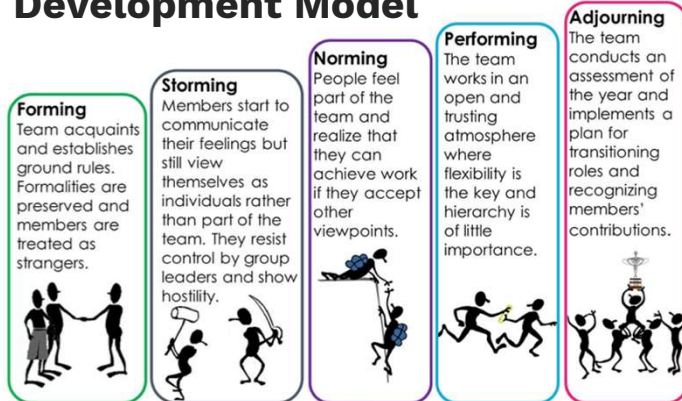 Development Model
Forming
Team acquaints
and establishes
ground rules.
Formalities are
preserved and
members are
treated as
strangers.
Storming
Members start to
communicate
their feelings but
still view
themselves as
individuals rather
than part of the
team. They resist
control by group
leaders and show
hostility.
Norming
People feel
part of the
team and
realize that
they can
achieve work
if they accept
other
viewpoints.
Performing
The team
works in an
open and
trusting
atmosphere
where
flexibility is
the key and
hierarchy is
of little
importance.
Adjourning
The team
conducts an
assessment of
the year and
implements a
plan for
transitioning
roles and
recognizing
members'
contributions.